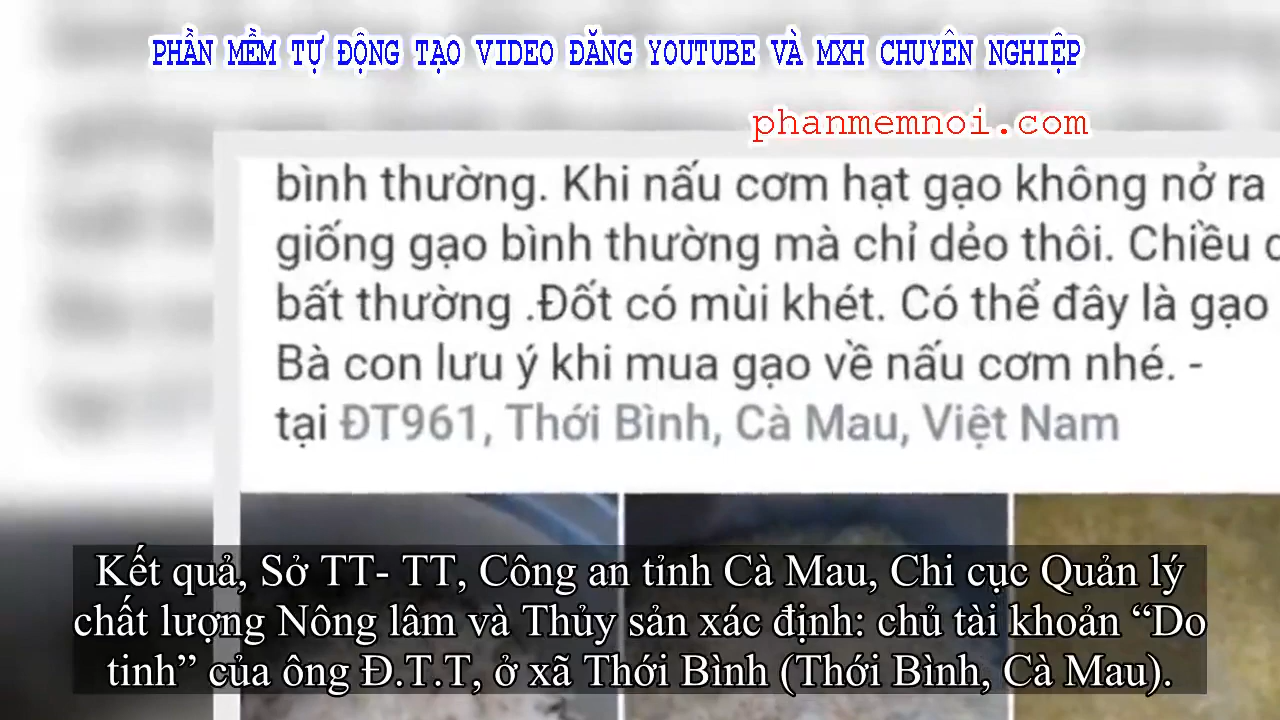 PHẦN MỀM TỰ ĐỘNG TẠO VIDEO ĐĂNG YOUTUBE VÀ MXH CHUYÊN NGHIỆP
phanmemnoi.com
bình thường. Khi nấu cơm hạt gạo không nở ra
giống gạo bình thường mà chỉ dẻo thôi. Chiều
bất thường .Đốt có mùi khét. Có thể đây là gạo
Bà con lưu ý khi mua gạo về nấu cơm nhé. -
tại ĐT961, Thới Bình, Cà Mau, Việt Nam
Kết quả, Sở TT- TT, Công an tỉnh Cà Mau, Chi cục Quản lý
chất lượng Nông lâm và Thủy sản xác định: chủ tài khoản “Do
tinh” của ông Đ.T.T, ở xã Thới Bình (Thới Bình, Cà Mau).